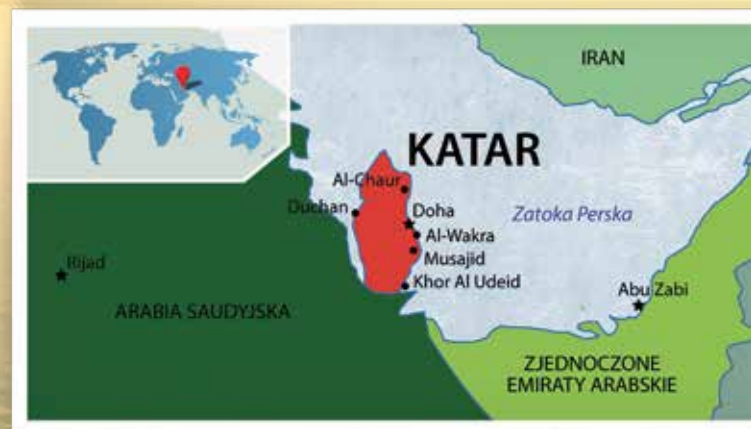 IRAN
KATAR
Al-Chaur
Duchan
Doha
Zatoka Perska
Al-Wakra
Musajid
Rijad
Khor Al Udeid
Abu Zabi
ARABIA SAUDYJSKA
ZJEDNOCZONE
EMIRATY ARABSKIE